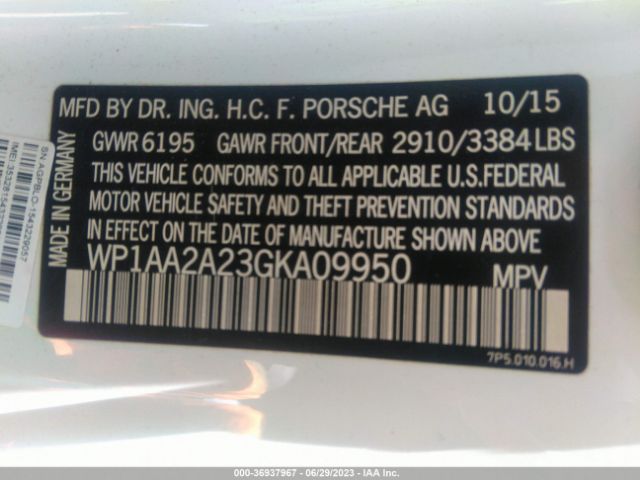 MFD BY DR. ING. H.C. F. PORSCHE AG 10/15
GVWR 6195 GAWR FRONT/REAR 2910/3384 LBS
THIS VEHICLE CONFORMS TO ALL APPLICABLE U.S. FEDERAL
MOTOR VEHICLE SAFETY AND THEFT PREVENTION STANDARDS
IN EFFECT ON THE DATE OF MANUFACTURE SHOWN ABOVE
WP1AA2A23GKA09950 MPV
7P5.010.016.H
MADE IN GERMANY
000-36937967 - 06/29/2023 - IAA Inc.